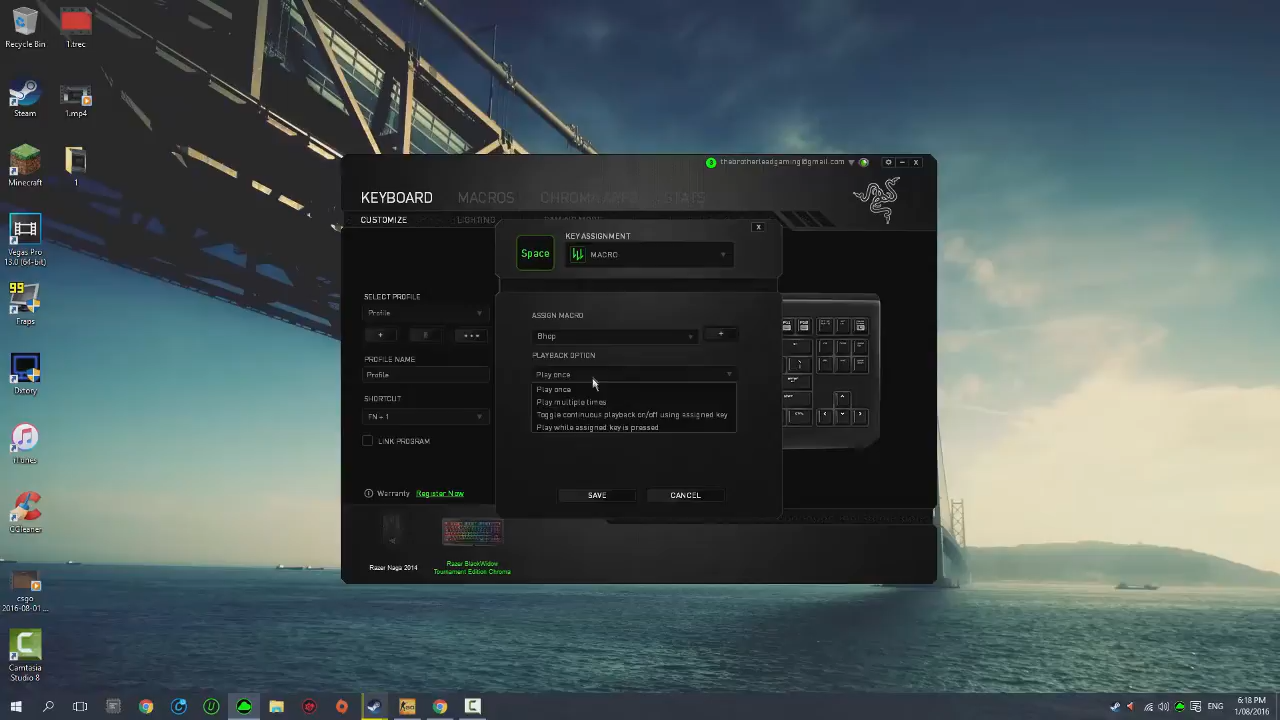 Recycle Bin
1.trec
Steam
1.mp4
Minecraft
1
Vegas Pro
13.0 (64-bit)
99
Fraps
Dxtory
iTunes
CCleaner
csgo
2016-08-01...
Camtasia
Studio 8
thebrotherleadgaming@gmail.com
KEYBOARD
MACROS
STATS
CUSTOMIZE
LIGHTING
Space
KEY ASSIGNMENT
MACRO
x
SELECT PROFILE
Profile
PROFILE NAME
Profile
SHORTCUT
FN + 1
LINK PROGRAM
Warranty Register Now
ASSIGN MACRO
Bhop
+
PLAYBACK OPTION
Play once
Play once
Play multiple times
Toggle continuous playback on/off using assigned key
Play while assigned key is pressed
SAVE
CANCEL
Razer Naga 2014
Razer BlackWidow
Tournament Edition Chroma
ENG
6:18 PM
1/08/2016